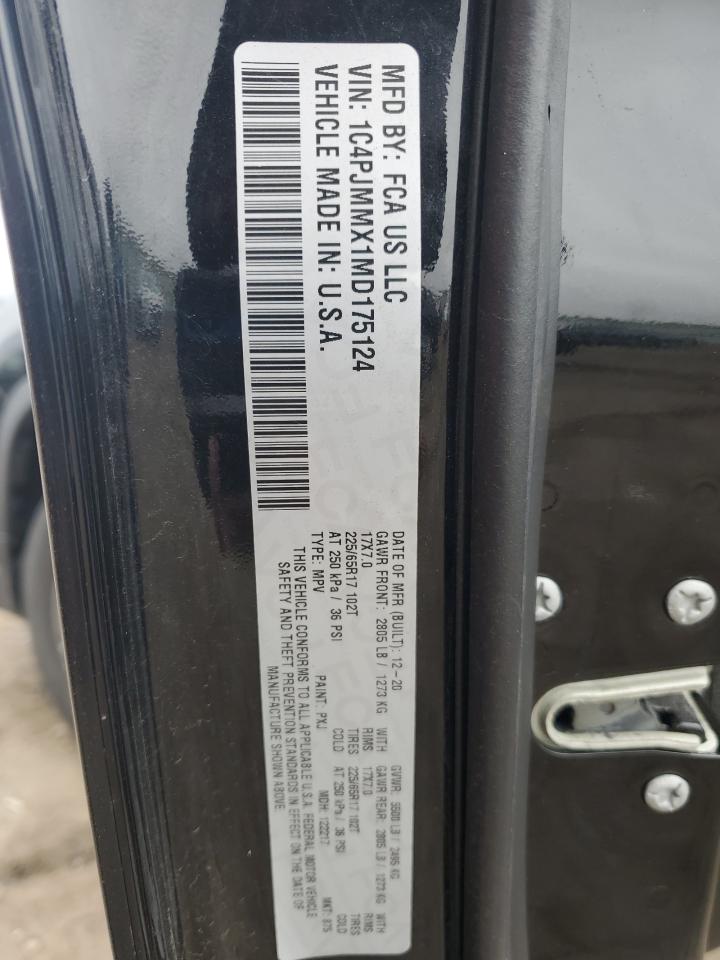 MFD BY: FCA US LLC
VIN: 1C4PJMMX1MD175124
VEHICLE MADE IN: U.S.A.
DATE OF MFR (BUILT): 12-20 GVWR: 5500 LB / 2495 KG
GAWR FRONT: 2805 LB / 1273 KG WITH GAWR REAR: 2805 LB / 1273 KG WITH
17X7.0 RIMS 17X7.0 RIMS
225/65R17 102T TIRES 225/65R17 102T TIRES
AT 250 kPa / 36 PSI COLD AT 250 kPa / 36 PSI COLD
TYPE: MPV PAINT: PXJ MDH: 122217 MKT: 875
THIS VEHICLE CONFORMS TO ALL APPLICABLE U.S.A. FEDERAL MOTOR VEHICLE
SAFETY AND THEFT PREVENTION STANDARDS IN EFFECT ON THE DATE OF
MANUFACTURE SHOWN ABOVE.